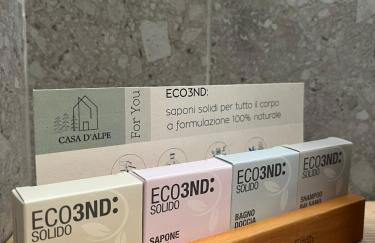 ECO3ND:
saponi solidi per tutto il corpo
a formulazione 100% naturale
For You
CASA D'ALPE
ECO3ND:
SOLIDO
ECO3ND:
SOLIDO
SAPONE
ECO3ND:
SOLIDO
BAGNO
DOCCIA
ECO3ND:
SOLIDO
SHAMPOO
BALSAMO